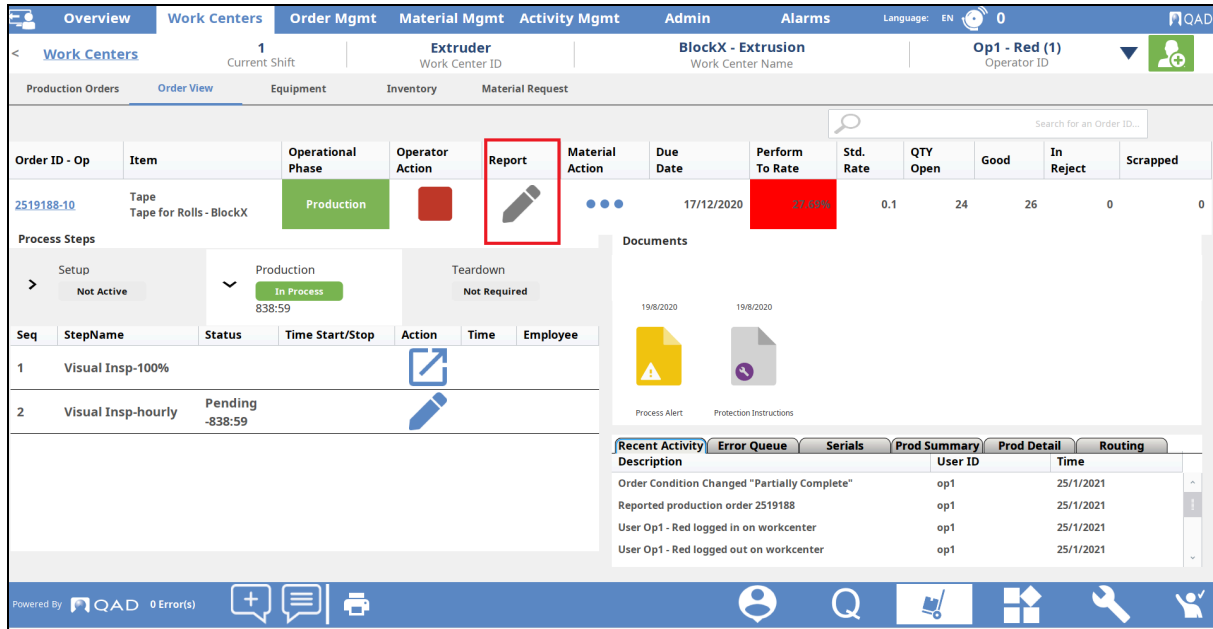 Overview Work Centers Order Mgmt Material Mgmt Activity Mgmt Admin Alarms Language: EN 0 QAD
< Work Centers 1 Extruder BlockX - Extrusion Op1 - Red (1)
Current Shift Work Center ID Work Center Name Operator ID
Production Orders Order View Equipment Inventory Material Request
Search for an Order ID...
Order ID - Op Item Operational Phase Operator Action Report Material Action Due Date Perform To Rate Std. Rate QTY Open Good In Reject Scrapped
2519188-10 Tape Production 17/12/2020 27.69% 0.1 24 26 0 0
Tape for Rolls - BlockX
Process Steps
Setup Production Teardown
> Not Active In Process Not Required
838:59
Seq StepName Status Time Start/Stop Action Time Employee
1 Visual Insp-100%
2 Visual Insp-hourly Pending
-838:59
Documents
19/8/2020 19/8/2020
Process Alert Protection Instructions
Recent Activity Error Queue Serials Prod Summary Prod Detail Routing
Description User ID Time
Order Condition Changed "Partially Complete" op1 25/1/2021
Reported production order 2519188 op1 25/1/2021
User Op1 - Red logged in on workcenter op1 25/1/2021
User Op1 - Red logged out on workcenter op1 25/1/2021
Powered By QAD 0 Error(s) Q